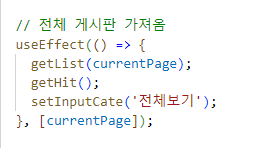 // 전체 게시판 가져옴
useEffect(() => {
  getList(currentPage);
  getHit();
  setInputCate('전체보기');
}, [currentPage]);